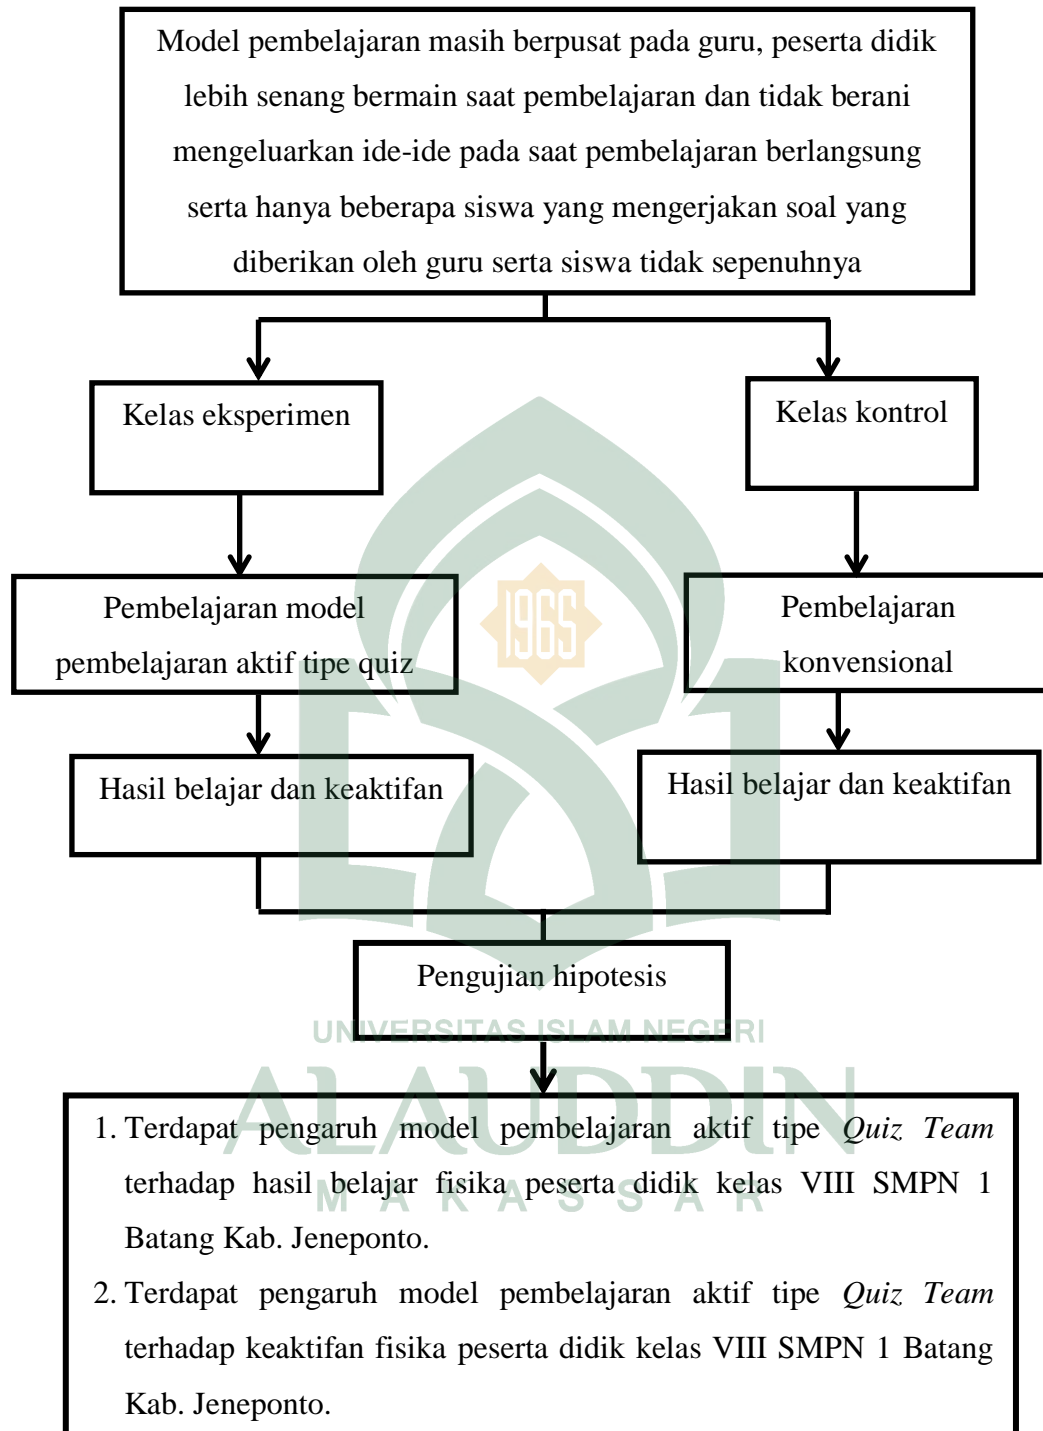 Model pembelajaran masih berpusat pada guru, peserta didik
lebih senang bermain saat pembelajaran dan tidak berani
mengeluarkan ide-ide pada saat pembelajaran berlangsung
serta hanya beberapa siswa yang mengerjakan soal yang
diberikan oleh guru serta siswa tidak sepenuhnya
Kelas eksperimen
Kelas kontrol
Pembelajaran model
pembelajaran aktif tipe quiz
Pembelajaran
konvensional
1965
Hasil belajar dan keaktifan
Hasil belajar dan keaktifan
Pengujian hipotesis
UNIVERSITAS ISLAM NEGERI
ALAUDDIN
MAKASSAR
1. Terdapat pengaruh model pembelajaran aktif tipe Quiz Team
terhadap hasil belajar fisika peserta didik kelas VIII SMPN 1
Batang Kab. Jeneponto.
2. Terdapat pengaruh model pembelajaran aktif tipe Quiz Team
terhadap keaktifan fisika peserta didik kelas VIII SMPN 1 Batang
Kab. Jeneponto.